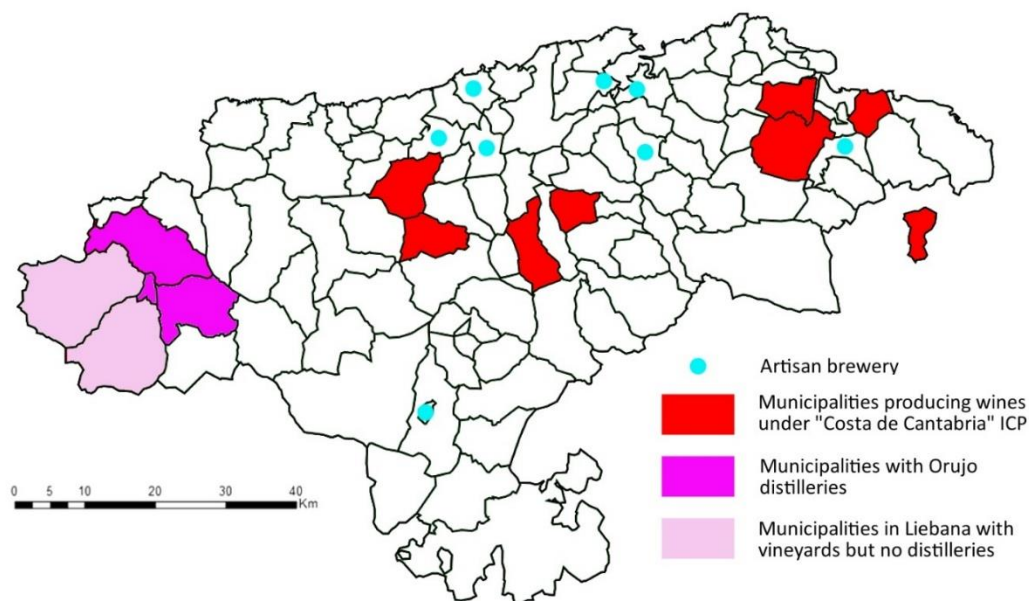 Artisan brewery
Municipalities producing wines
under "Costa de Cantabria" ICP
Municipalities with Orujo
distilleries
Municipalities in Liebana with
vineyards but no distilleries
0 5 10 20 30 40
Km